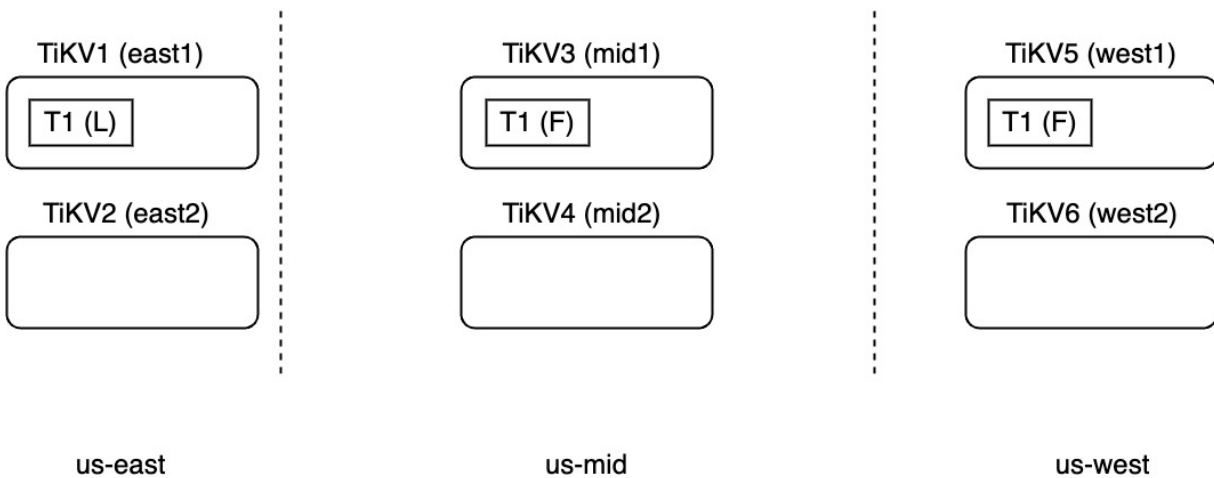 TiKV1 (east1)
TiKV3 (mid1)
TiKV5 (west1)
T1 (L)
T1 (F)
T1 (F)
TiKV2 (east2)
TiKV4 (mid2)
TiKV6 (west2)
us-east
us-mid
us-west